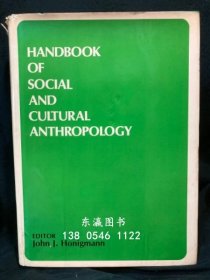 HANDBOOK
OF
SOCIAL
AND
CULTURAL
ANTHROPOLOGY
东瀛图书
EDITOR
138 0546 1122
John J. Honigmann